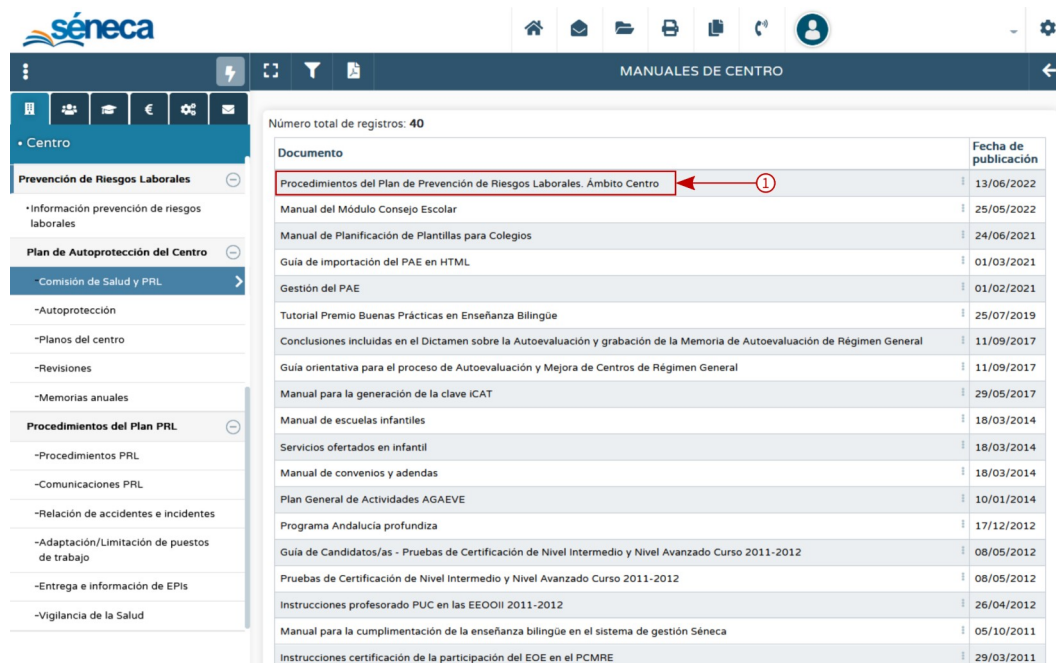 séneca
MANUALES DE CENTRO
€
• Centro
Prevención de Riesgos Laborales
•Información prevención de riesgos
laborales
Plan de Autoprotección del Centro
-Comisión de Salud y PRL
-Autoprotección
-Planos del centro
-Revisiones
-Memorias anuales
Procedimientos del Plan PRL
-Procedimientos PRL
-Comunicaciones PRL
-Relación de accidentes e incidentes
-Adaptación/Limitación de puestos
de trabajo
-Entrega e información de EPIs
-Vigilancia de la Salud
Número total de registros: 40
Documento Fecha de
publicación
Procedimientos del Plan de Prevención de Riesgos Laborales. Ámbito Centro 1 13/06/2022
Manual del Módulo Consejo Escolar 25/05/2022
Manual de Planificación de Plantillas para Colegios 24/06/2021
Guía de importación del PAE en HTML 01/03/2021
Gestión del PAE 01/02/2021
Tutorial Premio Buenas Prácticas en Enseñanza Bilingüe 25/07/2019
Conclusiones incluidas en el Dictamen sobre la Autoevaluación y grabación de la Memoria de Autoevaluación de Régimen General 11/09/2017
Guía orientativa para el proceso de Autoevaluación y Mejora de Centros de Régimen General 11/09/2017
Manual para la generación de la clave iCAT 29/05/2017
Manual de escuelas infantiles 18/03/2014
Servicios ofertados en infantil 18/03/2014
Manual de convenios y adendas 18/03/2014
Plan General de Actividades AGAEVE 10/01/2014
Programa Andalucía profundiza 17/12/2012
Guía de Candidatos/as - Pruebas de Certificación de Nivel Intermedio y Nivel Avanzado Curso 2011-2012 08/05/2012
Pruebas de Certificación de Nivel Intermedio y Nivel Avanzado Curso 2011-2012 08/05/2012
Instrucciones profesorado PUC en las EEOOII 2011-2012 26/04/2012
Manual para la cumplimentación de la enseñanza bilingüe en el sistema de gestión Séneca 05/10/2011
Instrucciones certificación de la participación del EOE en el PCMRE 29/03/2011